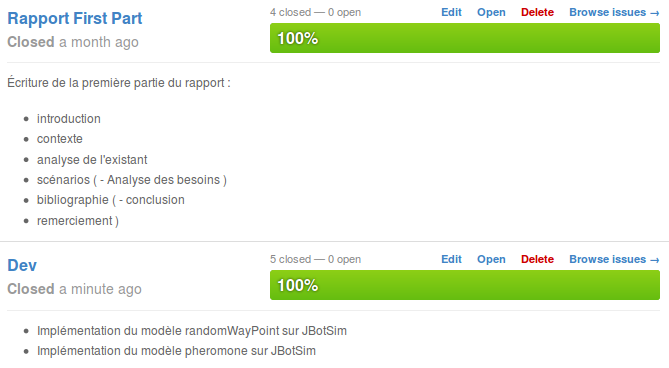 Rapport First Part
4 closed — 0 open Edit Open Delete Browse issues →
Closed a month ago
100%
Écriture de la première partie du rapport :
introduction
contexte
analyse de l'existant
scénarios ( - Analyse des besoins )
bibliographie ( - conclusion
remerciement )
Dev
5 closed — 0 open Edit Open Delete Browse issues →
Closed a minute ago
100%
Implémentation du modèle randomWayPoint sur JBotSim
Implémentation du modèle pheromone sur JBotSim